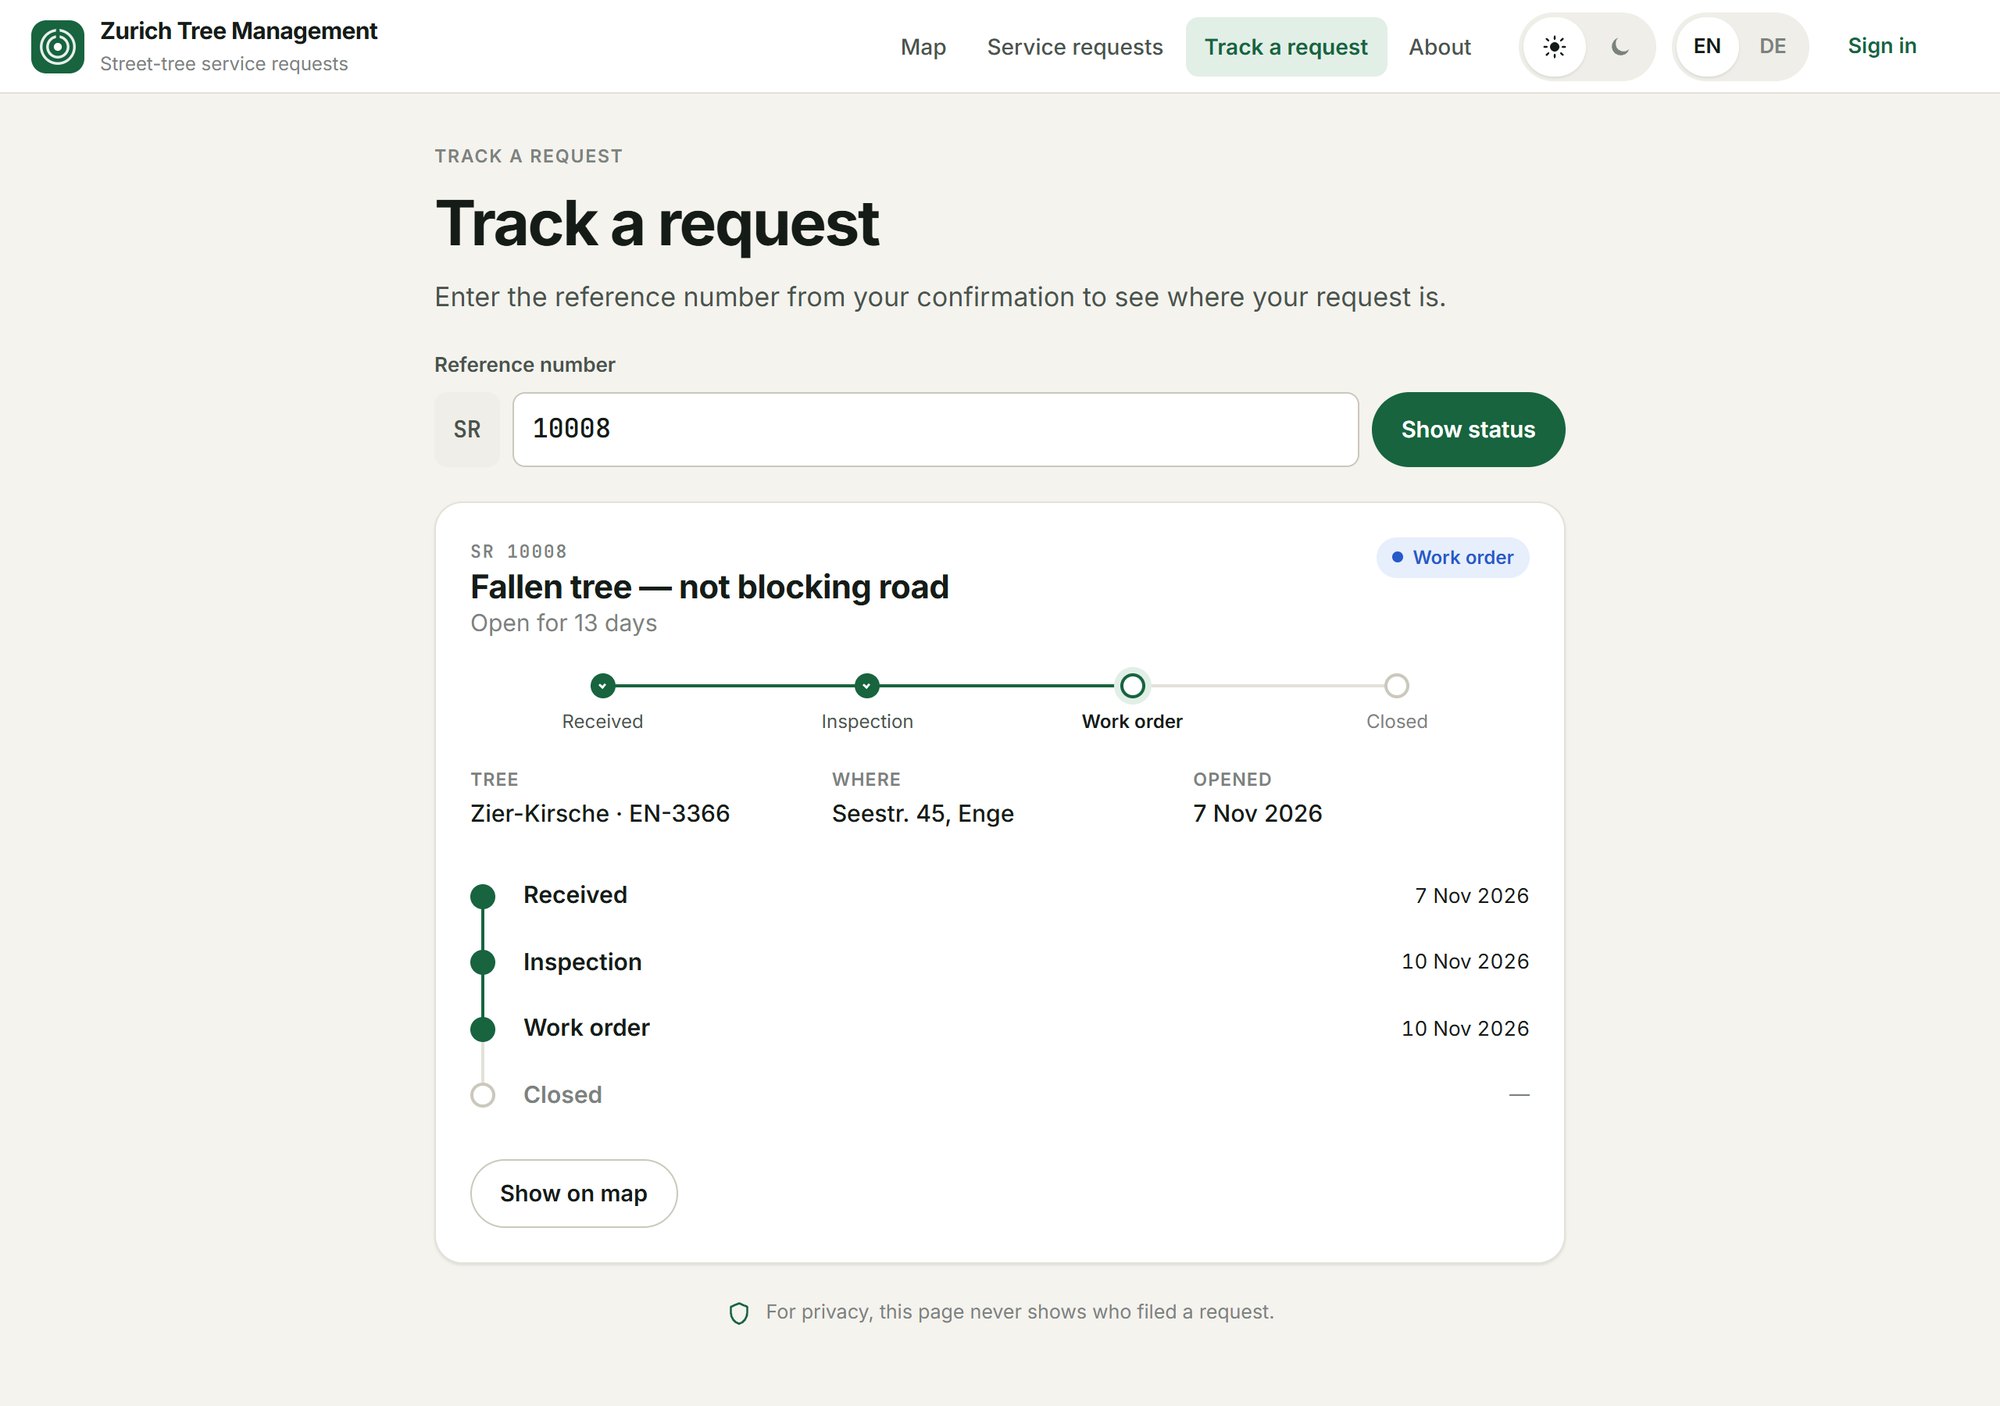 Zurich Tree Management
Street-tree service requests
Map
Service requests
Track a request
About
EN
DE
Sign in
TRACK A REQUEST
Track a request
Enter the reference number from your confirmation to see where your request is.
Reference number
SR
10008
Show status
SR 10008
Work order
Fallen tree — not blocking road
Open for 13 days
Received
Inspection
Work order
Closed
TREE
WHERE
OPENED
Zier-Kirsche · EN-3366
Seestr. 45, Enge
7 Nov 2026
Received
7 Nov 2026
Inspection
10 Nov 2026
Work order
10 Nov 2026
Closed
—
Show on map
For privacy, this page never shows who filed a request.